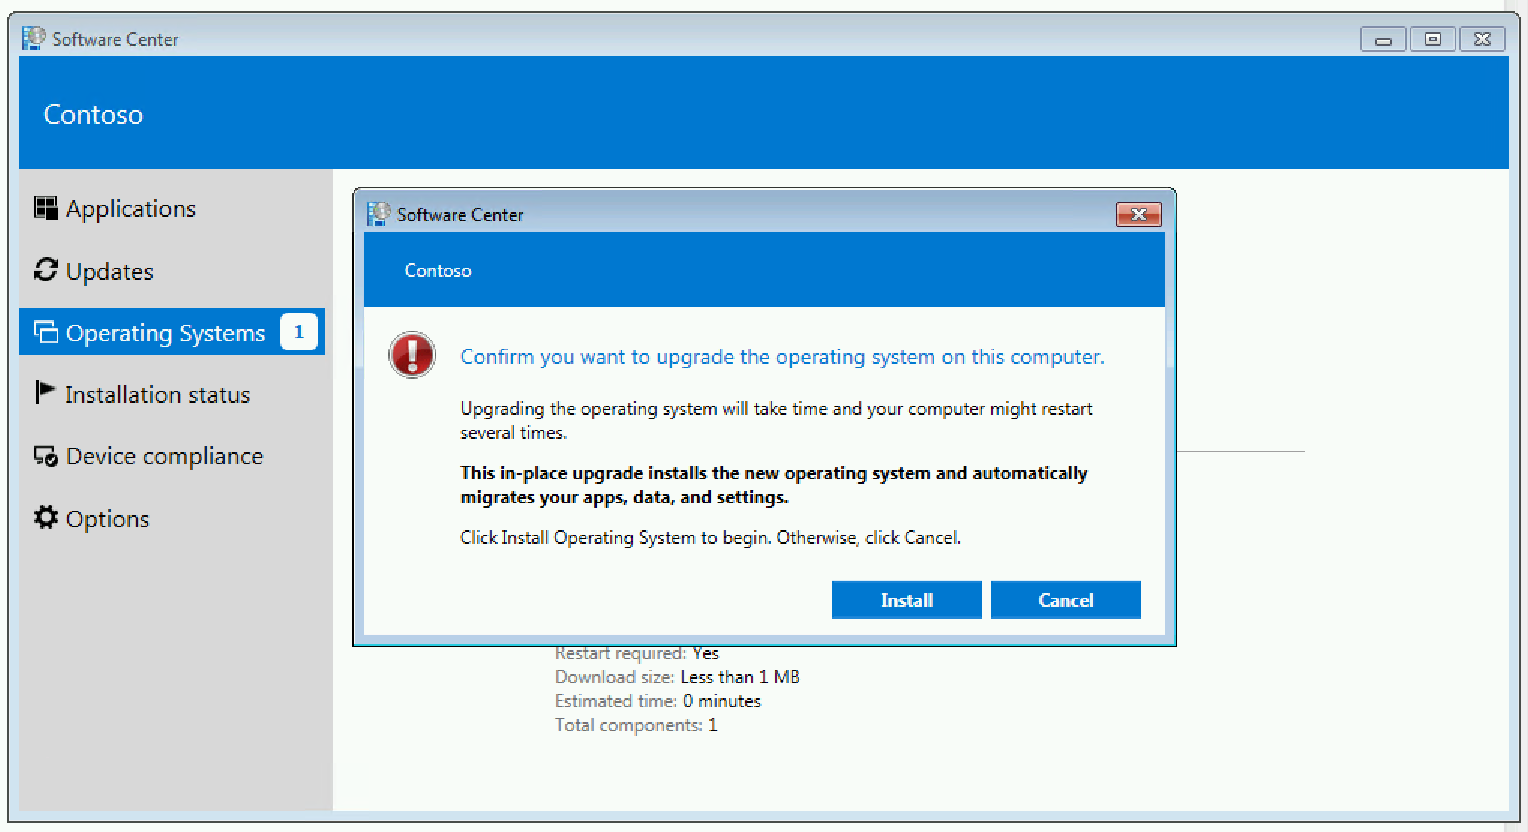 Software Center
Contoso
Applications
Updates
Operating Systems 1
Installation status
Device compliance
Options
Software Center
Contoso
Confirm you want to upgrade the operating system on this computer.
Upgrading the operating system will take time and your computer might restart
several times.
This in-place upgrade installs the new operating system and automatically
migrates your apps, data, and settings.
Click Install Operating System to begin. Otherwise, click Cancel.
Install Cancel
Restart required: Yes
Download size: Less than 1 MB
Estimated time: 0 minutes
Total components: 1